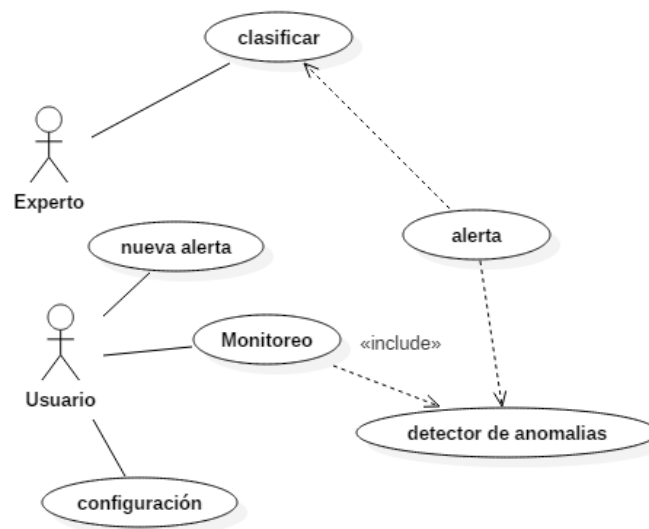 clasificar
Experto
nueva alerta
alerta
Monitoreo
«include»
Usuario
detector de anomalias
configuración